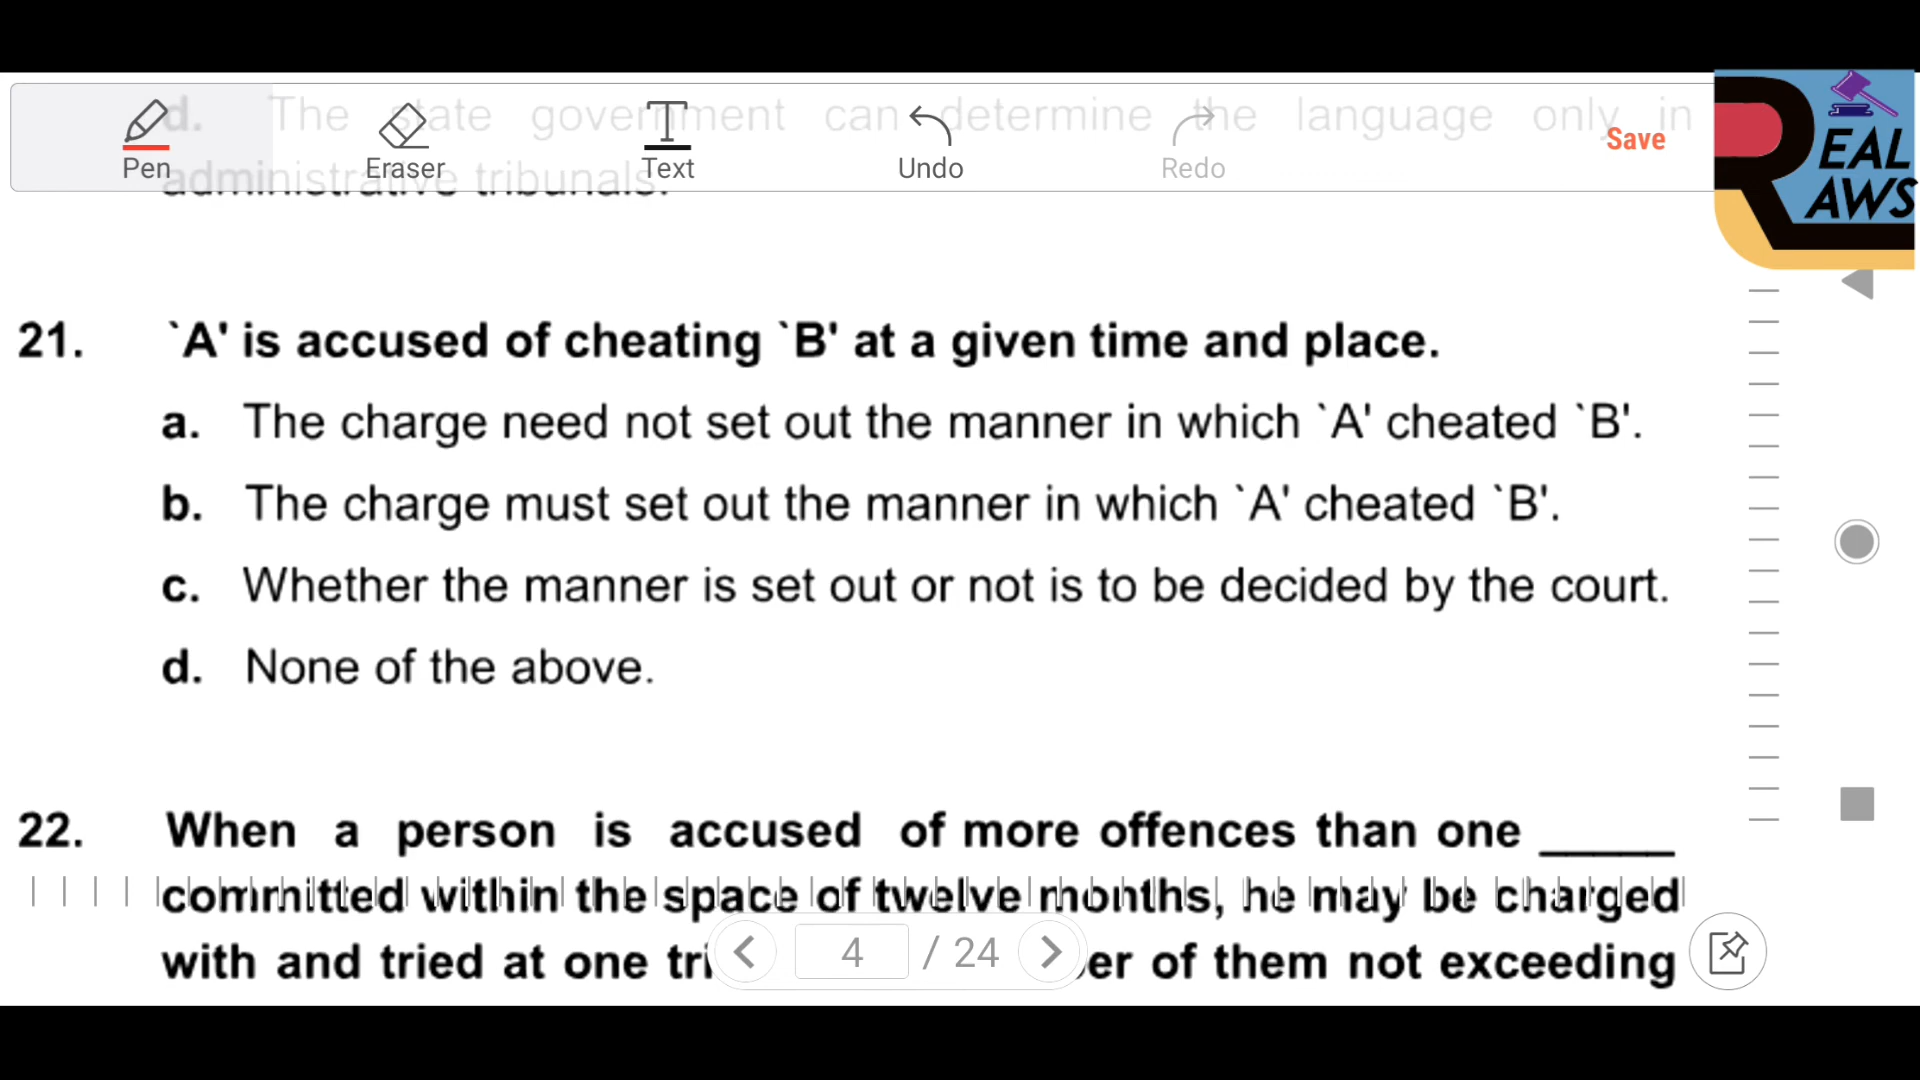 d. The state government can determine the language only in
administrative tribunals.
Pen
Eraser
Text
Undo
Redo
Save
REAL
LAWS
21. `A' is accused of cheating `B' at a given time and place.
a. The charge need not set out the manner in which `A' cheated `B'.
b. The charge must set out the manner in which `A' cheated `B'.
c. Whether the manner is set out or not is to be decided by the court.
d. None of the above.
22. When a person is accused of more offences than one _____
committed within the space of twelve months, he may be charged
with and tried at one of them not exceeding
4 / 24